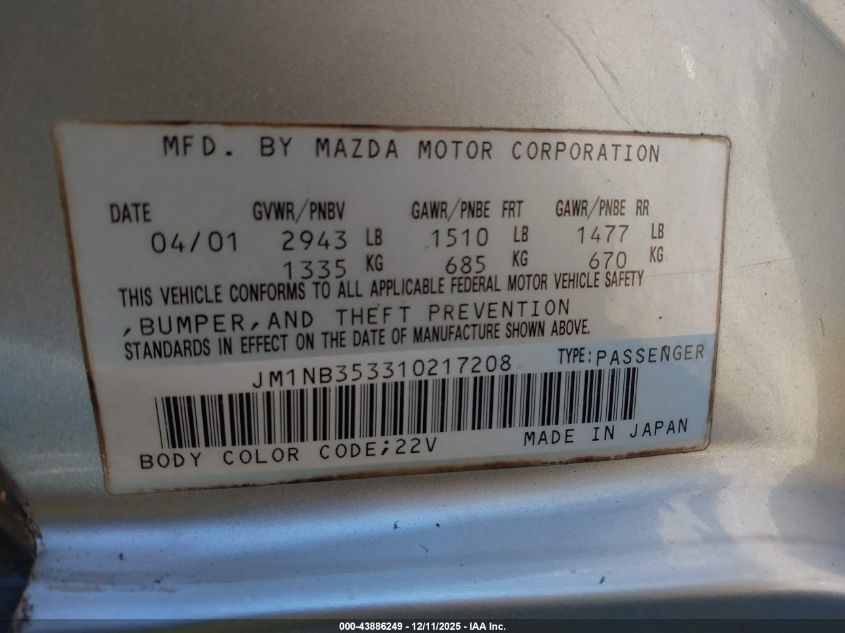 MFD. BY MAZDA MOTOR CORPORATION
DATE GVWR/PNBV GAWR/PNBE FRT GAWR/PNBE RR
04/01 2943 LB 1510 LB 1477 LB
1335 KG 685 KG 670 KG
THIS VEHICLE CONFORMS TO ALL APPLICABLE FEDERAL MOTOR VEHICLE SAFETY
,BUMPER,AND THEFT PREVENTION
STANDARDS IN EFFECT ON THE DATE OF MANUFACTURE SHOWN ABOVE.
JM1NB353310217208 TYPE:PASSENGER
BODY COLOR CODE;22V MADE IN JAPAN
000-43886249 - 12/11/2025 - IAA Inc.